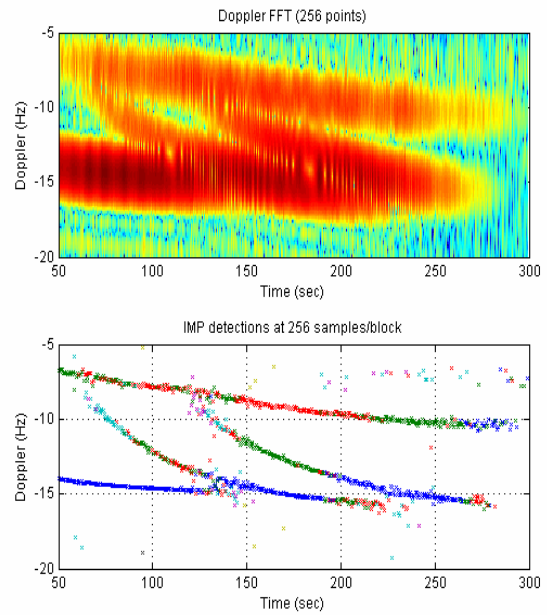 Doppler FFT (256 points)
-5
-10
-15
-20
Doppler (Hz)
50 100 150 200 250 300
Time (sec)
IMP detections at 256 samples/block
-5
-10
-15
-20
Doppler (Hz)
50 100 150 200 250 300
Time (sec)